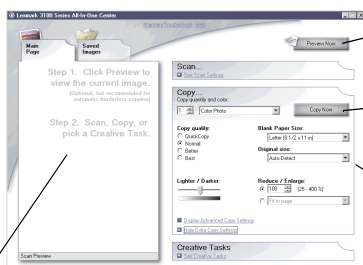 Lexmark 3100 Series All-In-One Center
Maintain/Troubleshoot Help
Main Page
Saved Images
Preview Now
Step 1. Click Preview to
view the current image.
(Optional, but recommended for
automatic borderless copying)
Step 2. Scan, Copy, or
pick a Creative Task.
Scan Preview
Scan...
See Scan Settings
Copy...
Copy quantity and color:
1 Color Photo
Copy Now
Copy quality:
QuickCopy
Normal
Better
Best
Blank Paper Size:
Letter (8 1/2 x 11 in)
Original size:
Auto-Detect
Lighter / Darker:
Reduce / Enlarge:
100 % (25 - 400 %)
Fit to page
Display Advanced Copy Settings
Hide Extra Copy Settings
Creative Tasks
See Creative Tasks